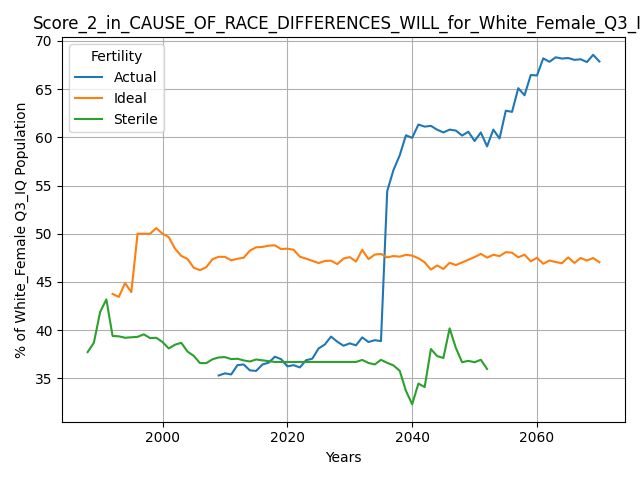 Score_2_in_CAUSE_OF_RACE_DIFFERENCES_WILL_for_White_Female_Q3_I
Fertility
Actual
Ideal
Sterile
% of White_Female Q3_IQ Population
70
65
60
55
50
45
40
35
2000
2020
2040
2060
Years